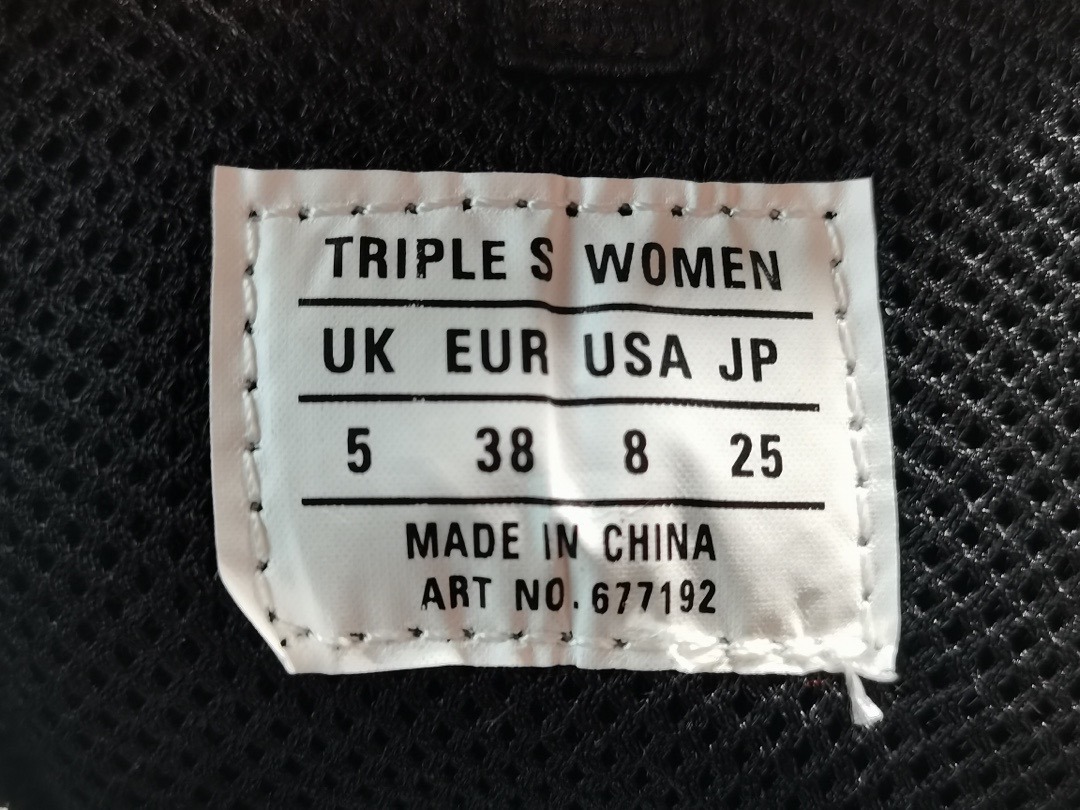 TRIPLE S WOMEN
UK EUR USA JP
5 38 8 25
MADE IN CHINA
ART NO.677192